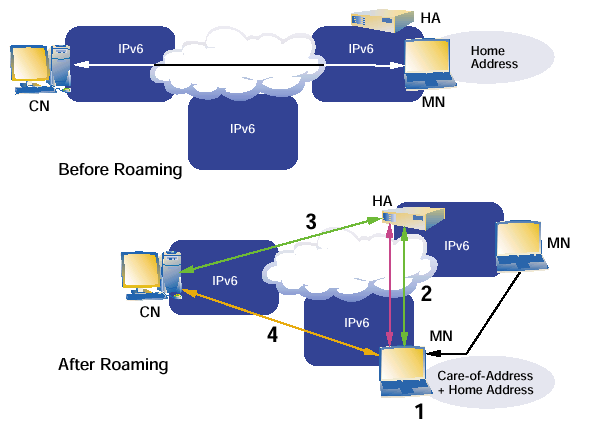 HA
IPv6
IPv6
Home
Address
CN
MN
IPv6
Before Roaming
HA
3
MN
IPv6
IPv6
2
CN
IPv6
MN
4
After Roaming
Care-of-Address
+ Home Address
1